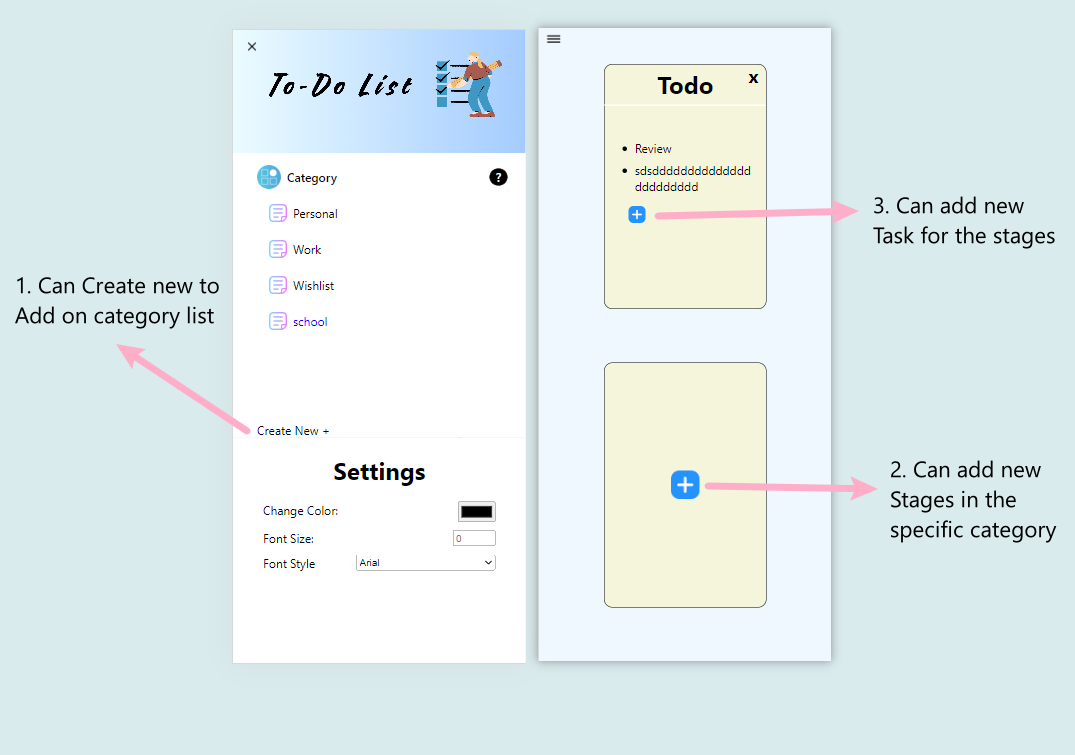 ×
To-Do List
Category
?
Personal
Work
Wishlist
school
Create New +
Settings
Change Color:
Font Size:
0
Font Style
Arial
Todo
x
Review
sdsdddddddddddddd
ddddddddd
+
+
1. Can Create new to
Add on category list
3. Can add new
Task for the stages
2. Can add new
Stages in the
specific category